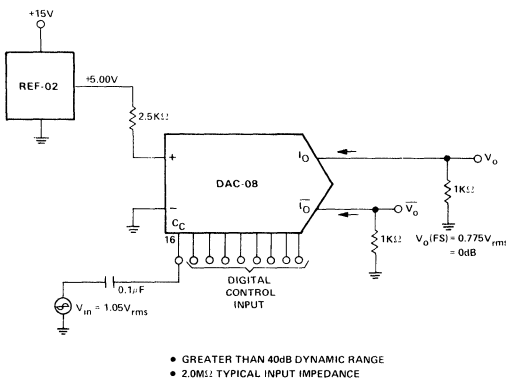 +15V
REF-02
+5.00V
2.5KΩ
+
DAC-08
IO
Vo
−
IO
Vo
1KΩ
CC
16
1KΩ
Vo(FS) = 0.775Vrms
= 0dB
0.1µF
DIGITAL
CONTROL
INPUT
Vin = 1.05Vrms
• GREATER THAN 40dB DYNAMIC RANGE
• 2.0MΩ TYPICAL INPUT IMPEDANCE